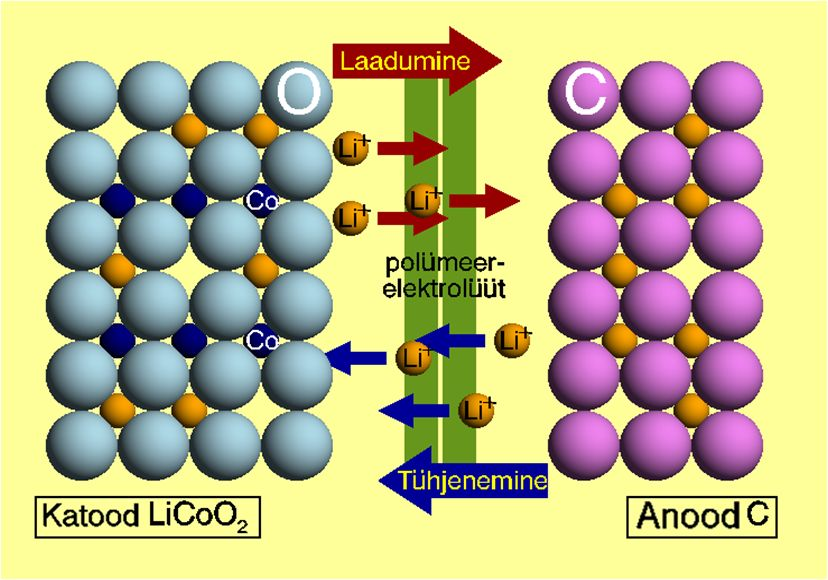 Laadumine
O
C
Li+
Li+
Li+
Co
polümeer-
elektrolüüt
Li+
Co
Li+
Li+
Tühjenemine
Katood LiCoO₂
Anood C